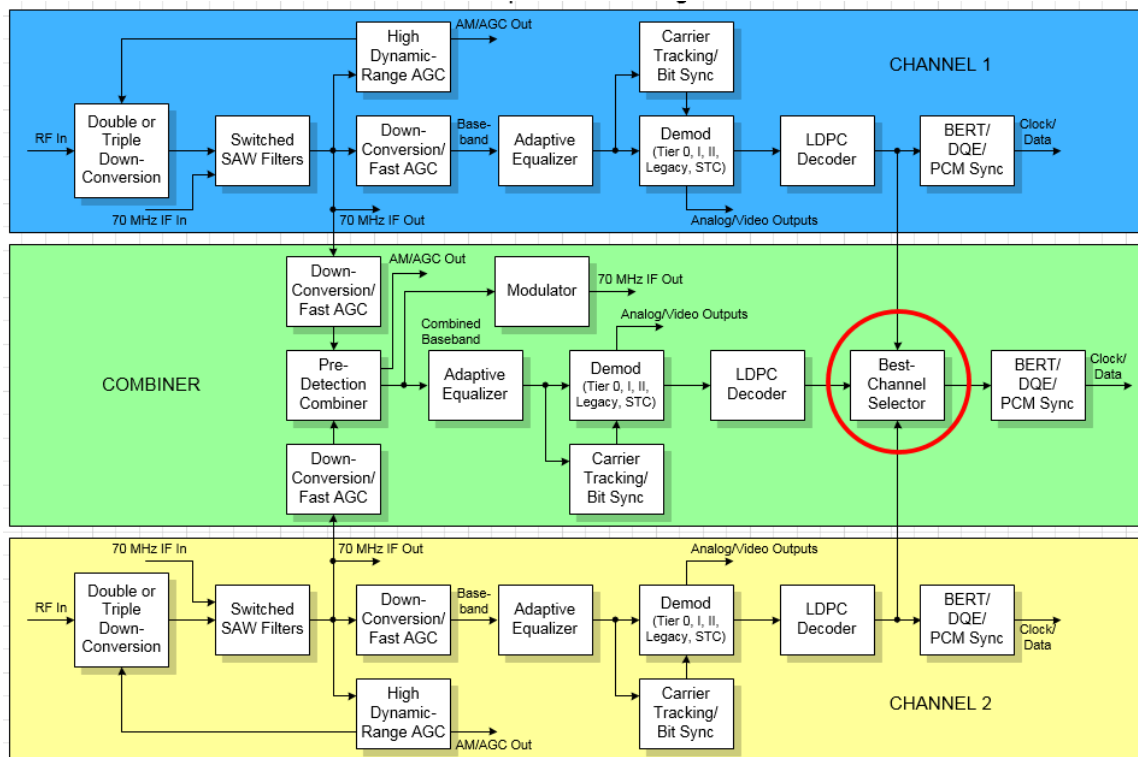 AM/AGC Out
High
Dynamic-
Range AGC
Carrier
Tracking/
Bit Sync
CHANNEL 1
RF In
Double or
Triple
Down-
Conversion
Switched
SAW Filters
Down-
Conversion/
Fast AGC
Base-
band
Adaptive
Equalizer
Demod
(Tier 0, I, II,
Legacy, STC)
LDPC
Decoder
BERT/
DQE/
PCM Sync
Clock/
Data
70 MHz IF In
70 MHz IF Out
Analog/Video Outputs
COMBINER
Down-
Conversion/
Fast AGC
AM/AGC Out
Modulator
70 MHz IF Out
Pre-
Detection
Combiner
Combined
Baseband
Adaptive
Equalizer
Analog/Video Outputs
Demod
(Tier 0, I, II,
Legacy, STC)
LDPC
Decoder
Best-
Channel
Selector
BERT/
DQE/
PCM Sync
Clock/
Data
Down-
Conversion/
Fast AGC
Carrier
Tracking/
Bit Sync
70 MHz IF In
70 MHz IF Out
Analog/Video Outputs
RF In
Double or
Triple
Down-
Conversion
Switched
SAW Filters
Down-
Conversion/
Fast AGC
Base-
band
Adaptive
Equalizer
Demod
(Tier 0, I, II,
Legacy, STC)
LDPC
Decoder
BERT/
DQE/
PCM Sync
Clock/
Data
High
Dynamic-
Range AGC
AM/AGC Out
Carrier
Tracking/
Bit Sync
CHANNEL 2